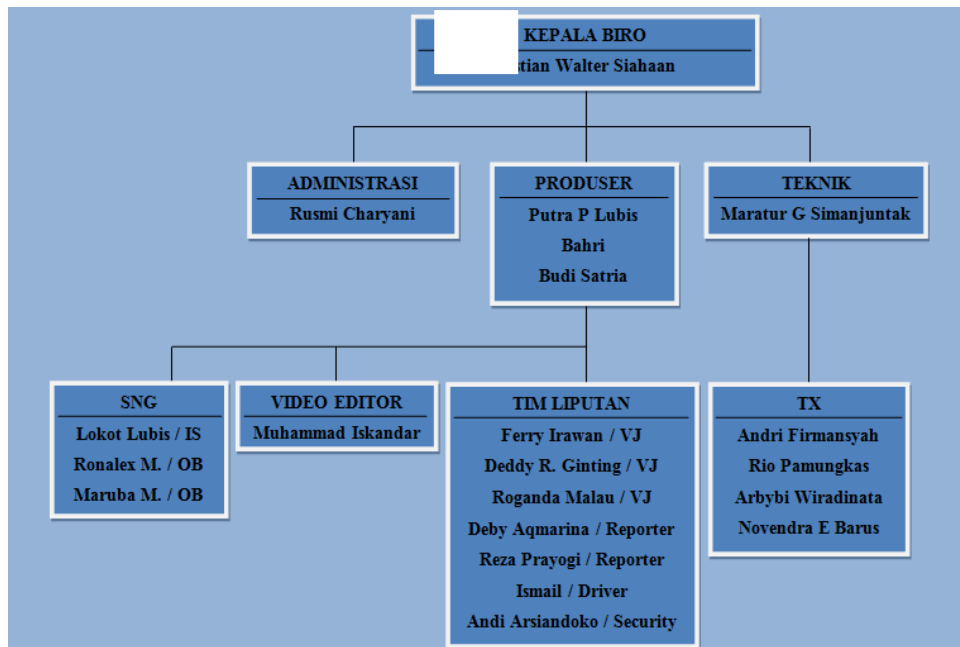 KEPALA BIRO
Walter Siahaan
ADMINISTRASI
Rusmi Charyani
PRODUSER
Putra P Lubis
Bahri
Budi Satria
TEKNIK
Maratur G Simanjuntak
SNG
Lokot Lubis / IS
Ronalex M. / OB
Maruba M. / OB
VIDEO EDITOR
Muhammad Iskandar
TIM LIPUTAN
Ferry Irawan / VJ
Deddy R. Ginting / VJ
Roganda Malau / VJ
Deby Aqmarina / Reporter
Reza Prayogi / Reporter
Ismail / Driver
Andi Arsiandoko / Security
TX
Andri Firmansyah
Rio Pamungkas
Arbybi Wiradinata
Novendra E Barus